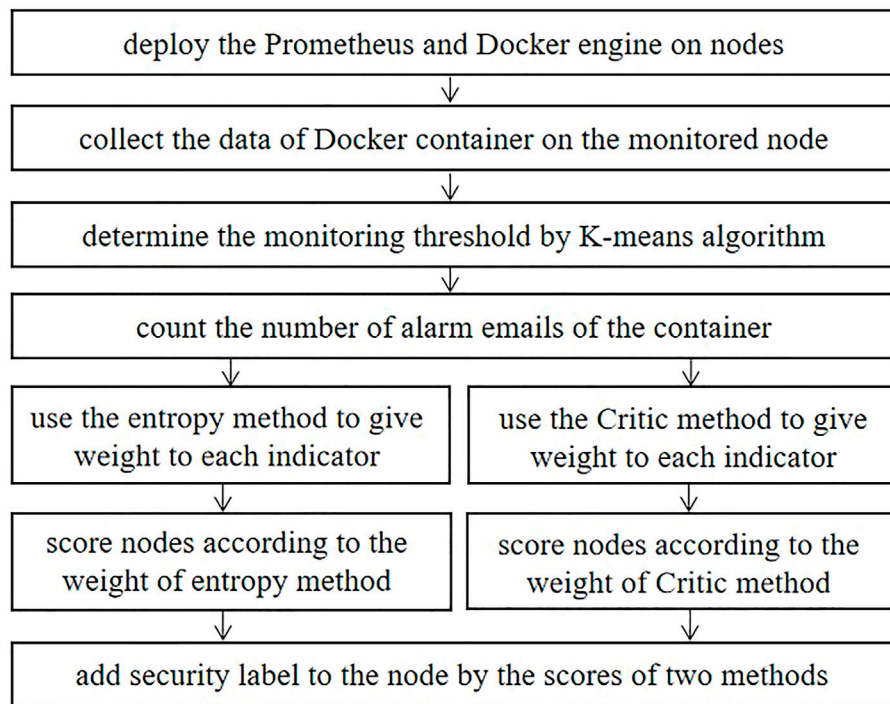 deploy the Prometheus and Docker engine on nodes
collect the data of Docker container on the monitored node
determine the monitoring threshold by K-means algorithm
count the number of alarm emails of the container
use the entropy method to give
weight to each indicator
use the Critic method to give
weight to each indicator
score nodes according to the
weight of entropy method
score nodes according to the
weight of Critic method
add security label to the node by the scores of two methods